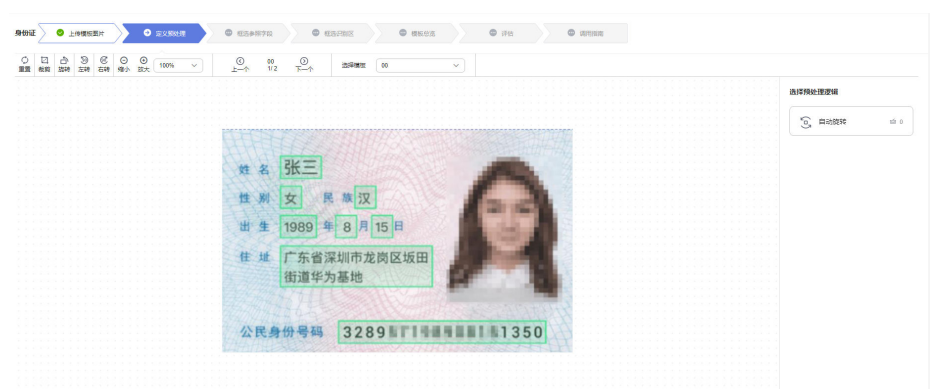 身份证 上传模板图片 定义预处理 框选参照字段 框选识别区 模板总览 评估 调用指南
重置 裁剪 旋转 左转 右转 缩小 放大 100% 上一个 00 1/2 下一个 选择模板 00
选择预处理逻辑
自动旋转 0
姓名 张三
性别 女 民族 汉
出生 1989 年 8 月 15 日
住址 广东省深圳市龙岗区坂田
街道华为基地
公民身份号码 3289 1350